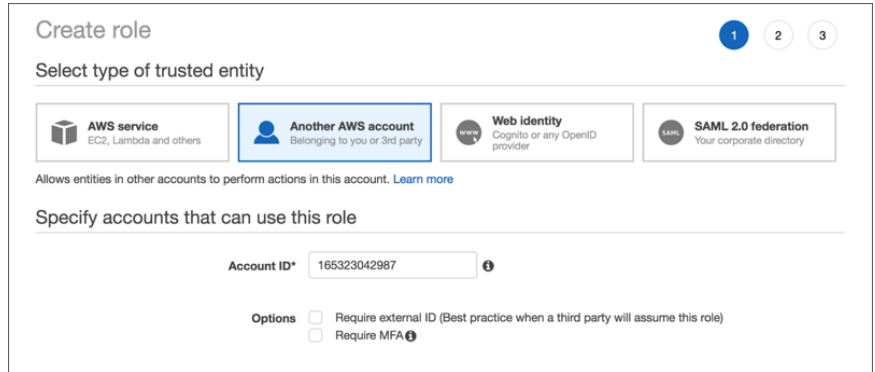 Create role
1 2 3
Select type of trusted entity
AWS service
EC2, Lambda and others
Another AWS account
Belonging to you or 3rd party
www
Web identity
Cognito or any OpenID
provider
SAML
SAML 2.0 federation
Your corporate directory
Allows entities in other accounts to perform actions in this account. Learn more
Specify accounts that can use this role
Account ID* 165323042987
Options Require external ID (Best practice when a third party will assume this role)
Require MFA